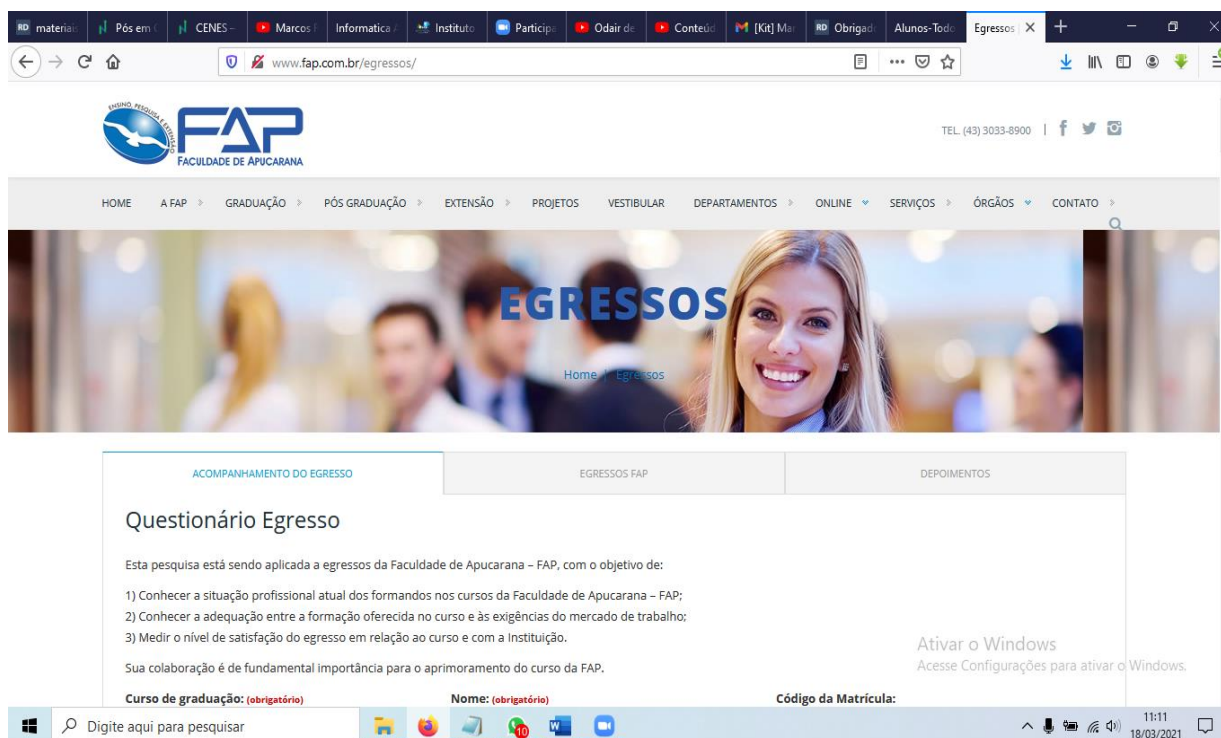 RD materiais Pós em C CENES – Marcos F Informatica A Instituto Participa Odair de Conteúd [Kit] Mar RD Obrigad Alunos-Todo Egressos
www.fap.com.br/egressos/
ENSINO, PESQUISA E EXTENSÃO
FAP
FACULDADE DE APUCARANA
TEL. (43) 3033-8900
HOME A FAP GRADUAÇÃO PÓS GRADUAÇÃO EXTENSÃO PROJETOS VESTIBULAR DEPARTAMENTOS ONLINE SERVIÇOS ÓRGÃOS CONTATO
EGRESSOS
Home | Egressos
ACOMPANHAMENTO DO EGRESSO EGRESSOS FAP DEPOIMENTOS
Questionário Egresso
Esta pesquisa está sendo aplicada a egressos da Faculdade de Apucarana – FAP, com o objetivo de:
1) Conhecer a situação profissional atual dos formandos nos cursos da Faculdade de Apucarana – FAP;
2) Conhecer a adequação entre a formação oferecida no curso e às exigências do mercado de trabalho;
3) Medir o nível de satisfação do egresso em relação ao curso e com a Instituição.
Sua colaboração é de fundamental importância para o aprimoramento do curso da FAP.
Curso de graduação: (obrigatório) Nome: (obrigatório) Código da Matrícula:
Ativar o Windows
Acesse Configurações para ativar o Windows.
Digite aqui para pesquisar
10
11:11
18/03/2021